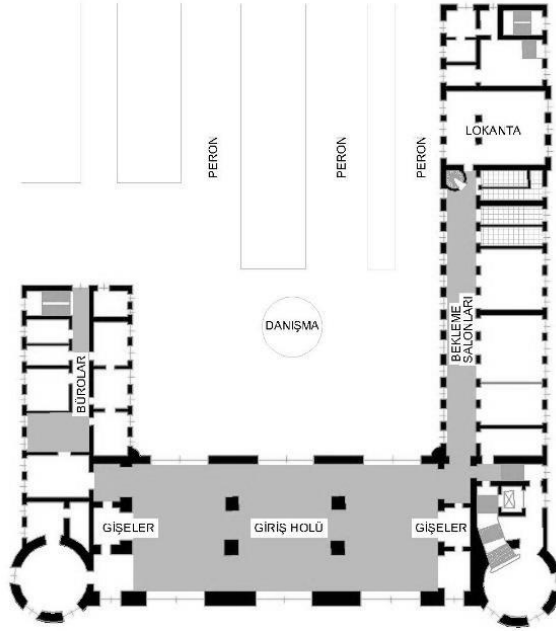 LOKANTA
PERON
PERON
PERON
DANIŞMA
BEKLEME
SALONLARI
BÜROLAR
GİŞELER
GİRİŞ HOLÜ
GİŞELER